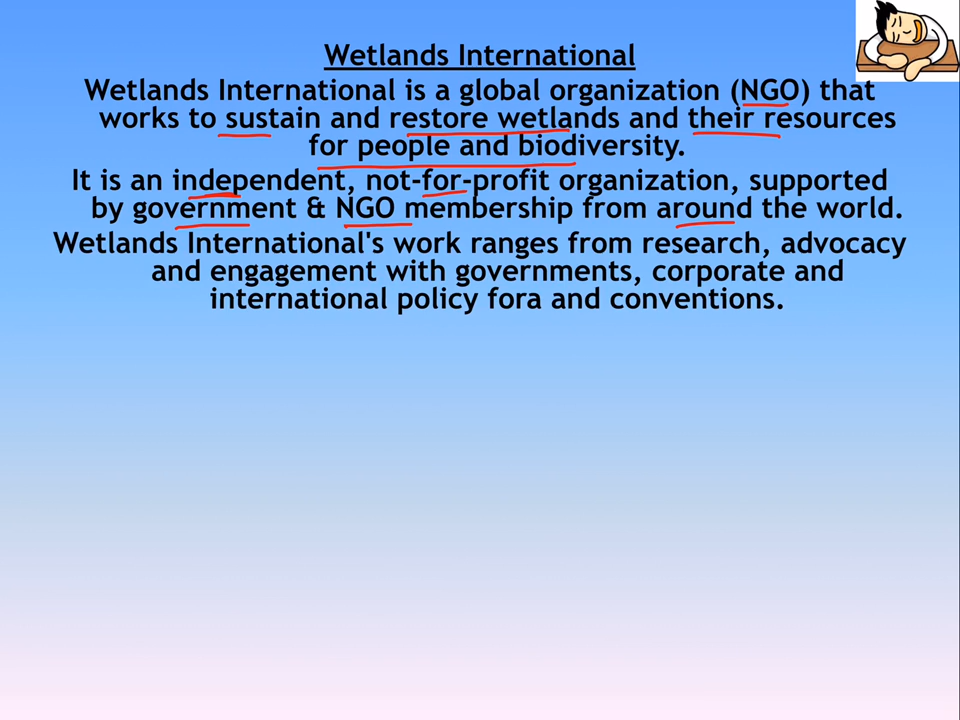 Wetlands International
Wetlands International is a global organization (NGO) that
works to sustain and restore wetlands and their resources
for people and biodiversity.
It is an independent, not-for-profit organization, supported
by government & NGO membership from around the world.
Wetlands International's work ranges from research, advocacy
and engagement with governments, corporate and
international policy fora and conventions.